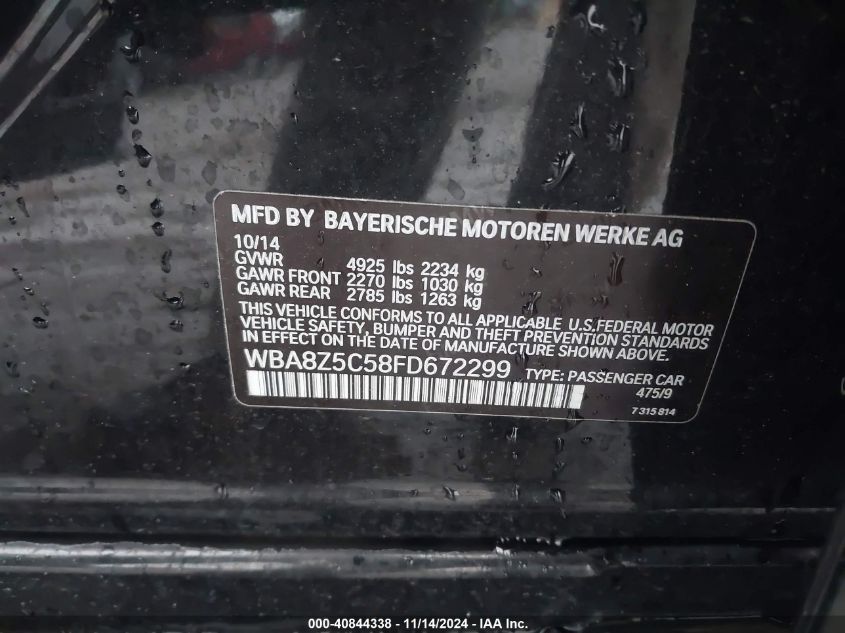 MFD BY BAYERISCHE MOTOREN WERKE AG
10/14
GVWR 4925 lbs 2234 kg
GAWR FRONT 2270 lbs 1030 kg
GAWR REAR 2785 lbs 1263 kg
THIS VEHICLE CONFORMS TO ALL APPLICABLE U.S.FEDERAL MOTOR
VEHICLE SAFETY, BUMPER AND THEFT PREVENTION STANDARDS
IN EFFECT ON THE DATE OF MANUFACTURE SHOWN ABOVE.
WBA8Z5C58FD672299 TYPE: PASSENGER CAR
475/9
7 315 814
000-40844338 - 11/14/2024 - IAA Inc.